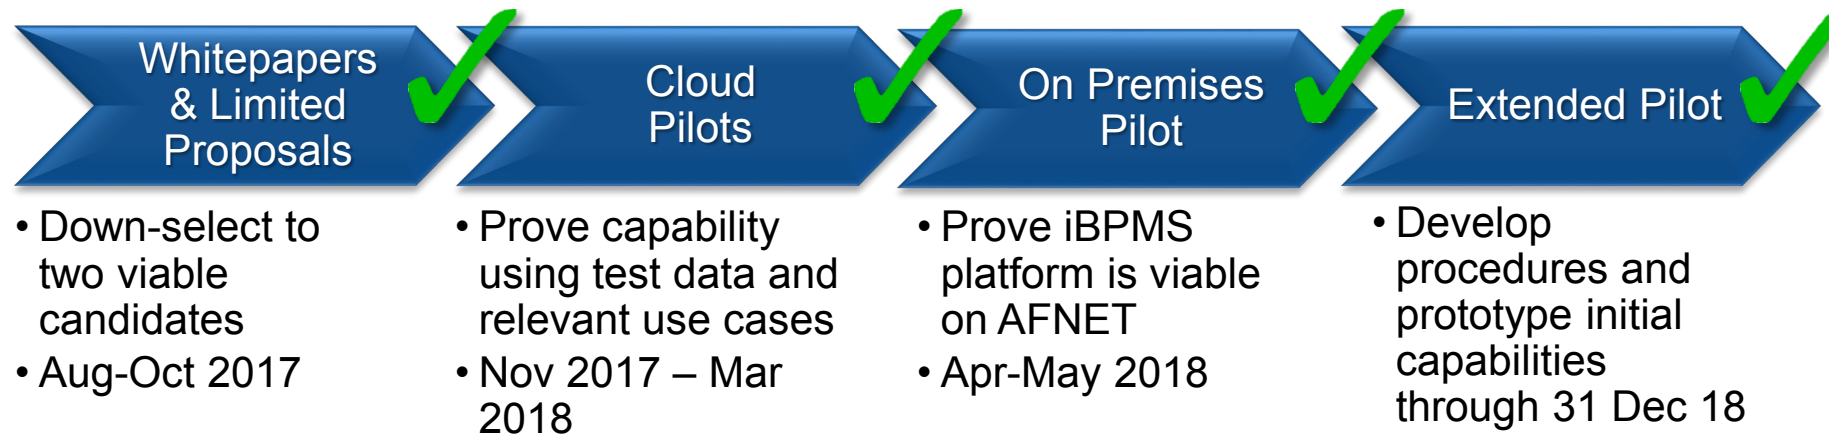 Whitepapers
& Limited
Proposals
• Down-select to
two viable
candidates
• Aug-Oct 2017
Cloud
Pilots
• Prove capability
using test data and
relevant use cases
• Nov 2017 – Mar
2018
On Premises
Pilot
• Prove iBPMS
platform is viable
on AFNET
• Apr-May 2018
Extended Pilot
• Develop
procedures and
prototype initial
capabilities
through 31 Dec 18